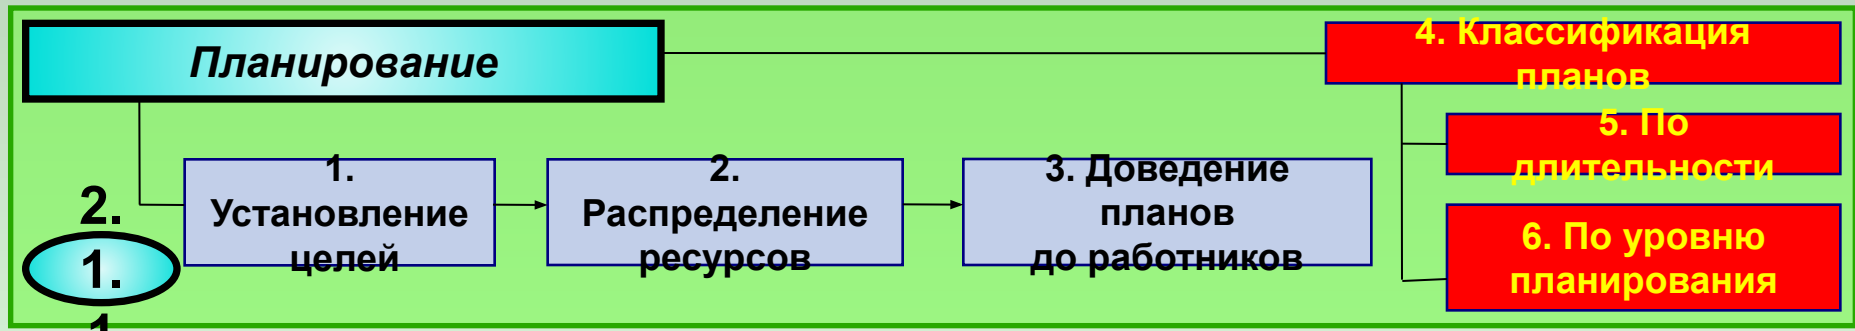 Планирование
4. Классификация
планов
5. По
длительности
1.
Установление
целей
2.
Распределение
ресурсов
3. Доведение
планов
до работников
6. По уровню
планирования
2.
1.
1